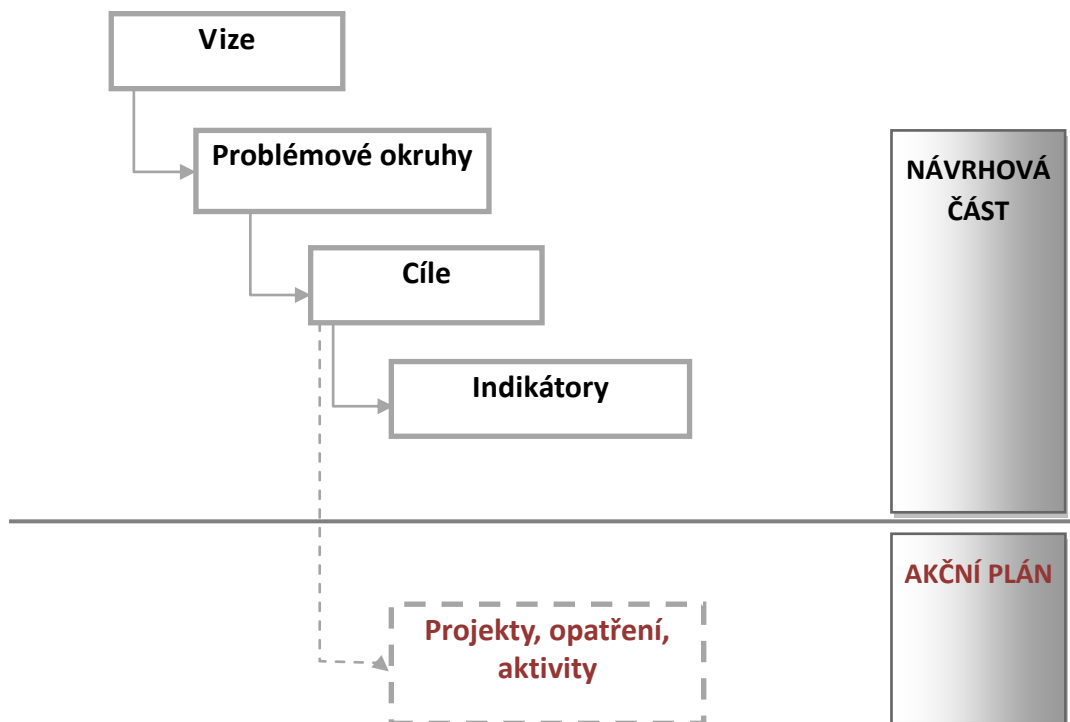 Vize
Problémové okruhy
NÁVRHOVÁ
ČÁST
Cíle
Indikátory
AKČNÍ PLÁN
Projekty, opatření,
aktivity